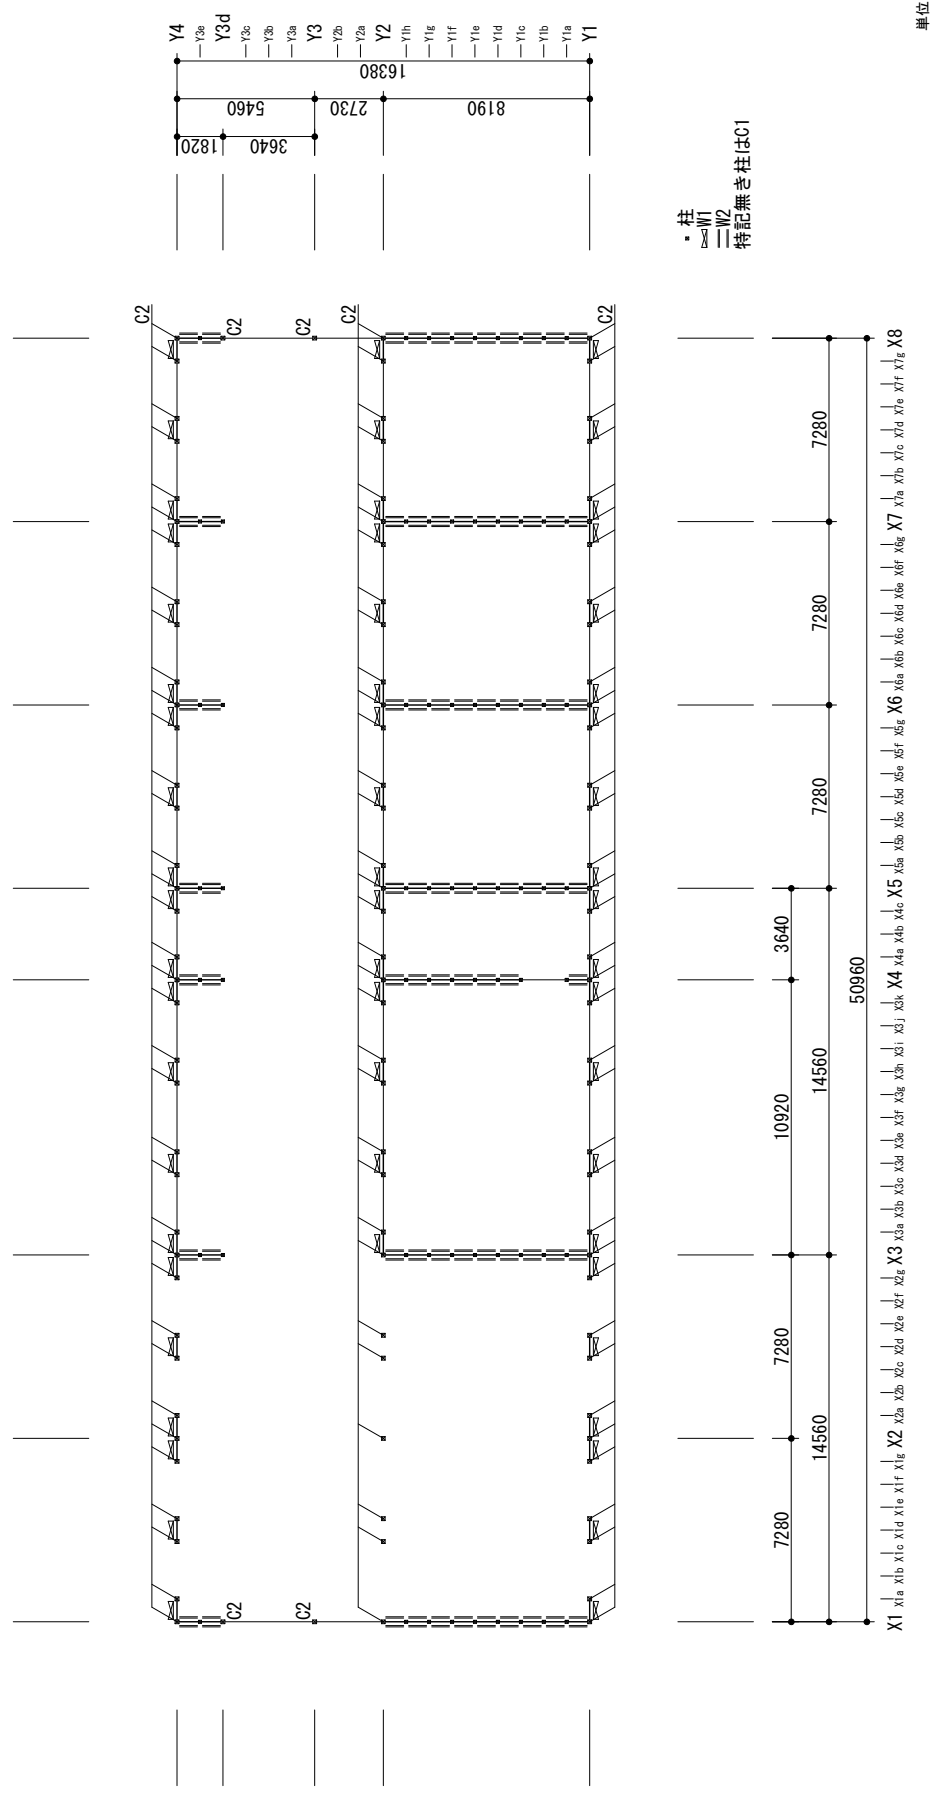 単位
Y4 Y3e Y3d Y3c Y3b Y3a Y3 Y2b Y2a Y2 Y1h Y1g Y1f Y1e Y1d Y1c Y1b Y1a Y1
16380
5460 2730 8190
1820 3640
柱
W1
W2
特記無き柱はC1
C2
C2
C2
C2
C2
C2
C2
7280
7280
7280
3640
10920
14560
7280
7280
14560
50960
X1 X1a X1b X1c X1d X1e X1f X1g X2 X2a X2b X2c X2d X2e X2f X2g X3 X3a X3b X3c X3d X3e X3f X3g X3h X3i X3j X3k X4 X4a X4b X4c X5 X5a X5b X5c X5d X5e X5f X5g X6 X6a X6b X6c X6d X6e X6f X6g X7 X7a X7b X7c X7d X7e X7f X7g X8